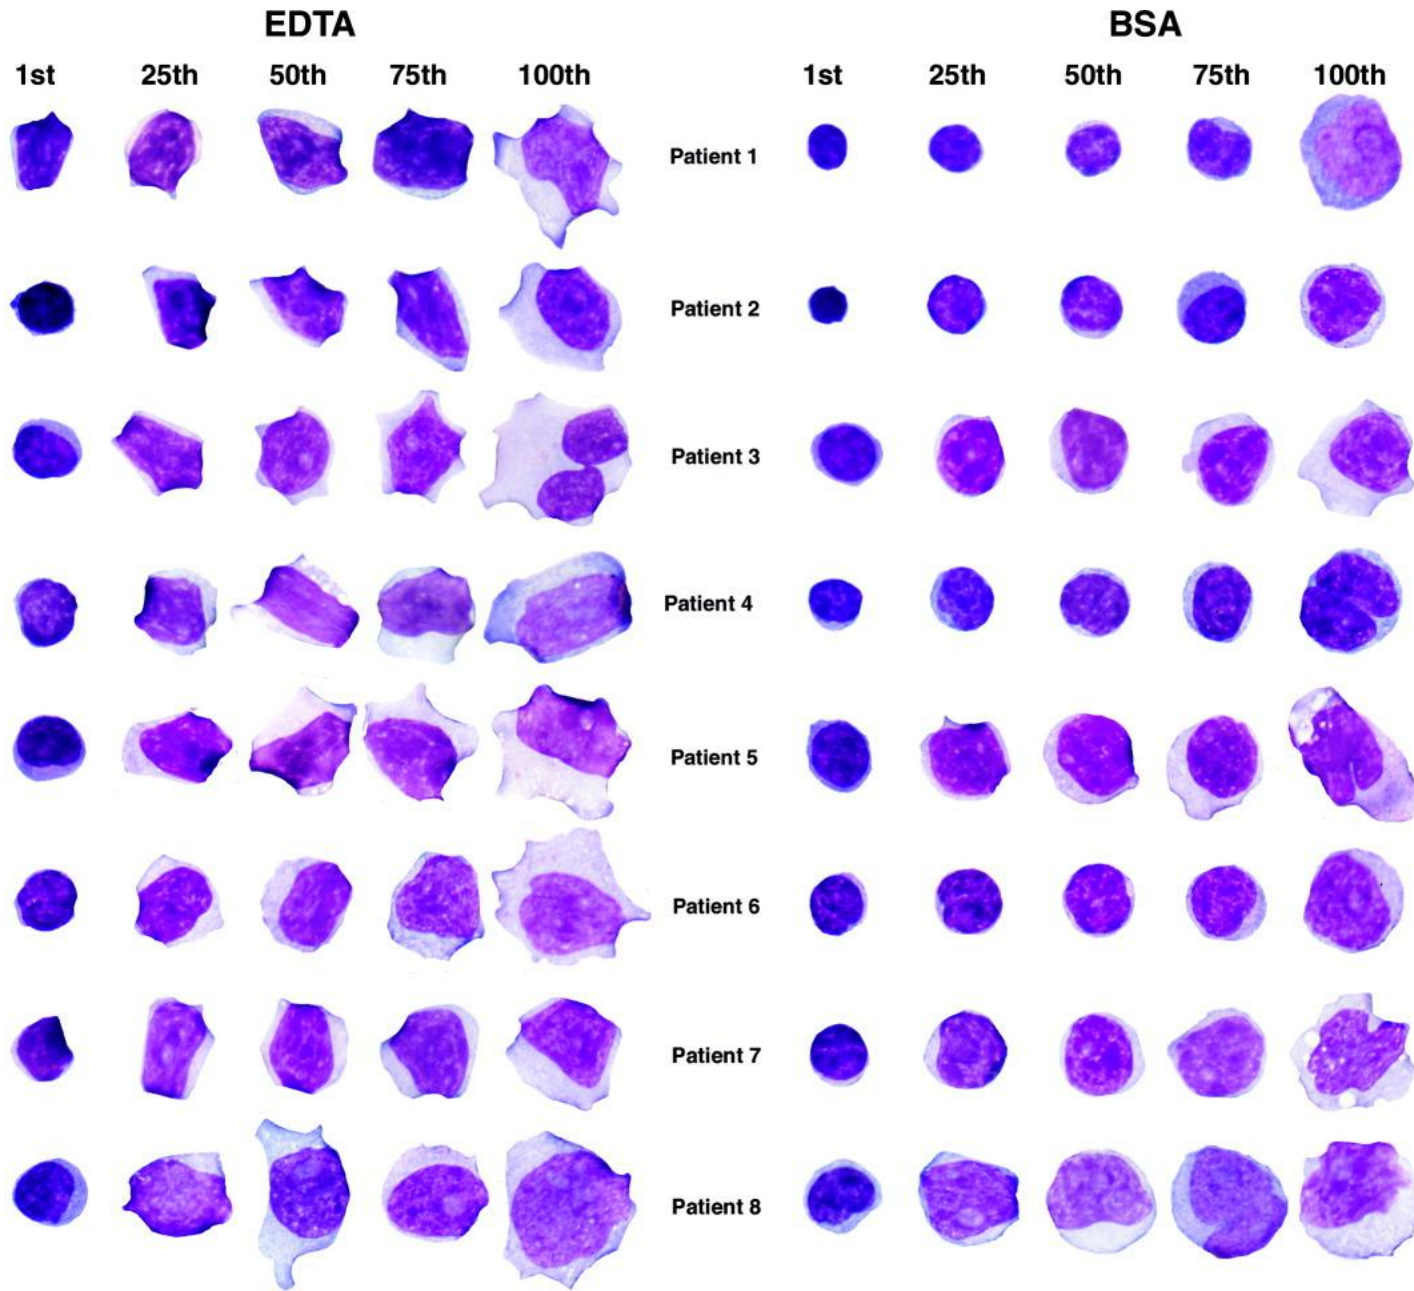 EDTA BSA
1st 25th 50th 75th 100th 1st 25th 50th 75th 100th
Patient 1
Patient 2
Patient 3
Patient 4
Patient 5
Patient 6
Patient 7
Patient 8